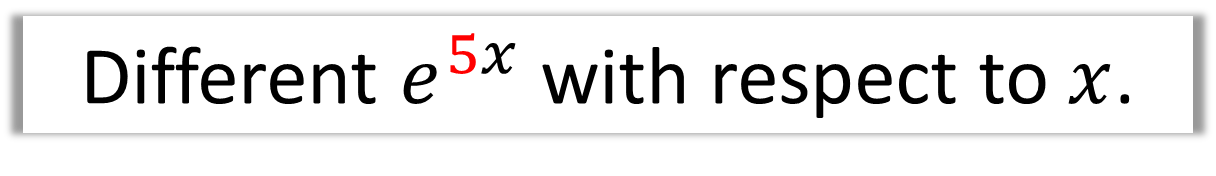 Different e^{5x} with respect to x.